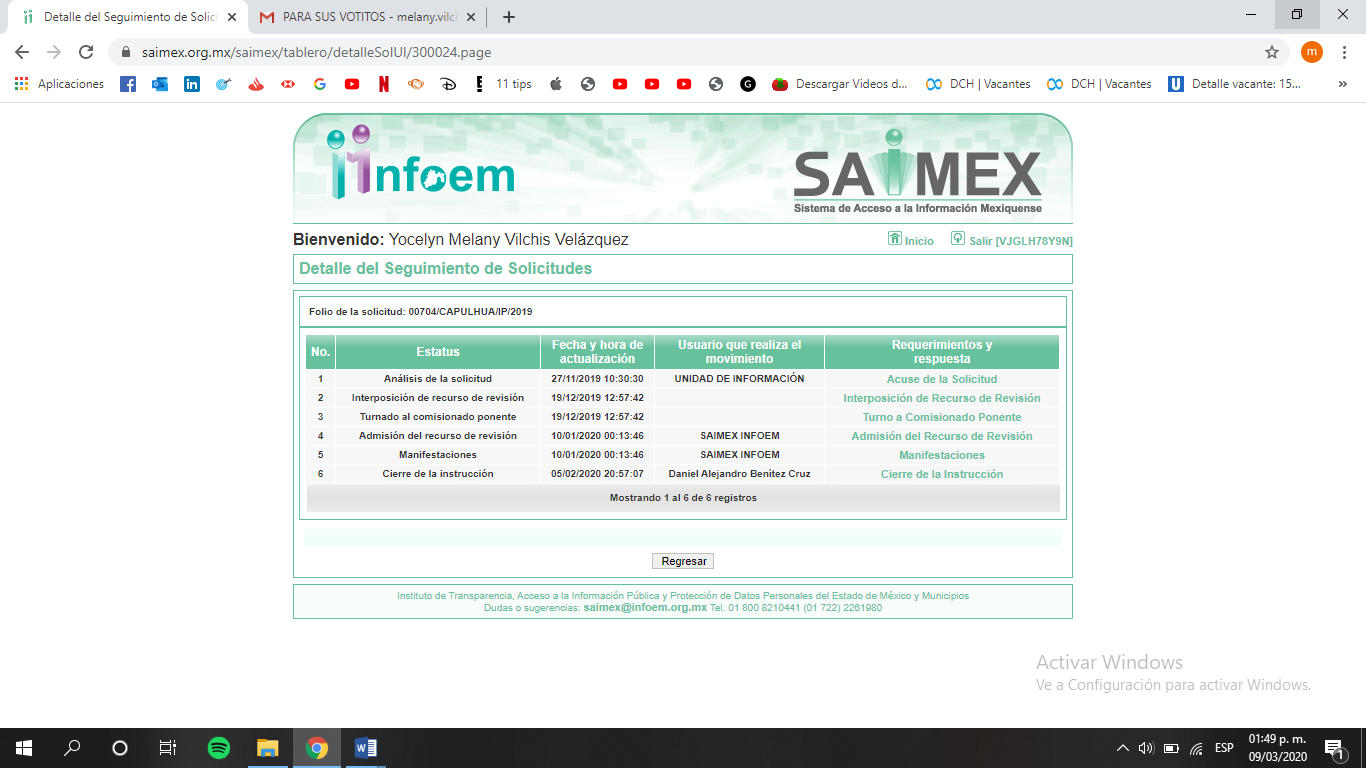 Detalle del Seguimiento de Solici
PARA SUS VOTITOS - melany.vilc
saimex.org.mx/saimex/tablero/detalleSolUI/300024.page
m
Aplicaciones
11 tips
Descargar Videos d...
DCH | Vacantes
DCH | Vacantes
Detalle vacante: 15...
infoem
SAiMEX
Sistema de Acceso a la Información Mexiquense
Bienvenido: Yocelyn Melany Vilchis Velázquez
Inicio Salir [VJGLH78Y9N]
Detalle del Seguimiento de Solicitudes
Folio de la solicitud: 00704/CAPULHUA/IP/2019
No. Estatus Fecha y hora de actualización Usuario que realiza el movimiento Requerimientos y respuesta
1 Análisis de la solicitud 27/11/2019 10:30:30 UNIDAD DE INFORMACIÓN Acuse de la Solicitud
2 Interposición de recurso de revisión 19/12/2019 12:57:42 Interposición de Recurso de Revisión
3 Turnado al comisionado ponente 19/12/2019 12:57:42 Turno a Comisionado Ponente
4 Admisión del recurso de revisión 10/01/2020 00:13:46 SAIMEX INFOEM Admisión del Recurso de Revisión
5 Manifestaciones 10/01/2020 00:13:46 SAIMEX INFOEM Manifestaciones
6 Cierre de la instrucción 05/02/2020 20:57:07 Daniel Alejandro Benítez Cruz Cierre de la Instrucción
Mostrando 1 al 6 de 6 registros
Regresar
Instituto de Transparencia, Acceso a la Información Pública y Protección de Datos Personales del Estado de México y Municipios
Dudas o sugerencias: saimex@infoem.org.mx Tel. 01 800 8210441 (01 722) 2261980
Activar Windows
Ve a Configuración para activar Windows.
ESP
01:49 p. m.
09/03/2020
1